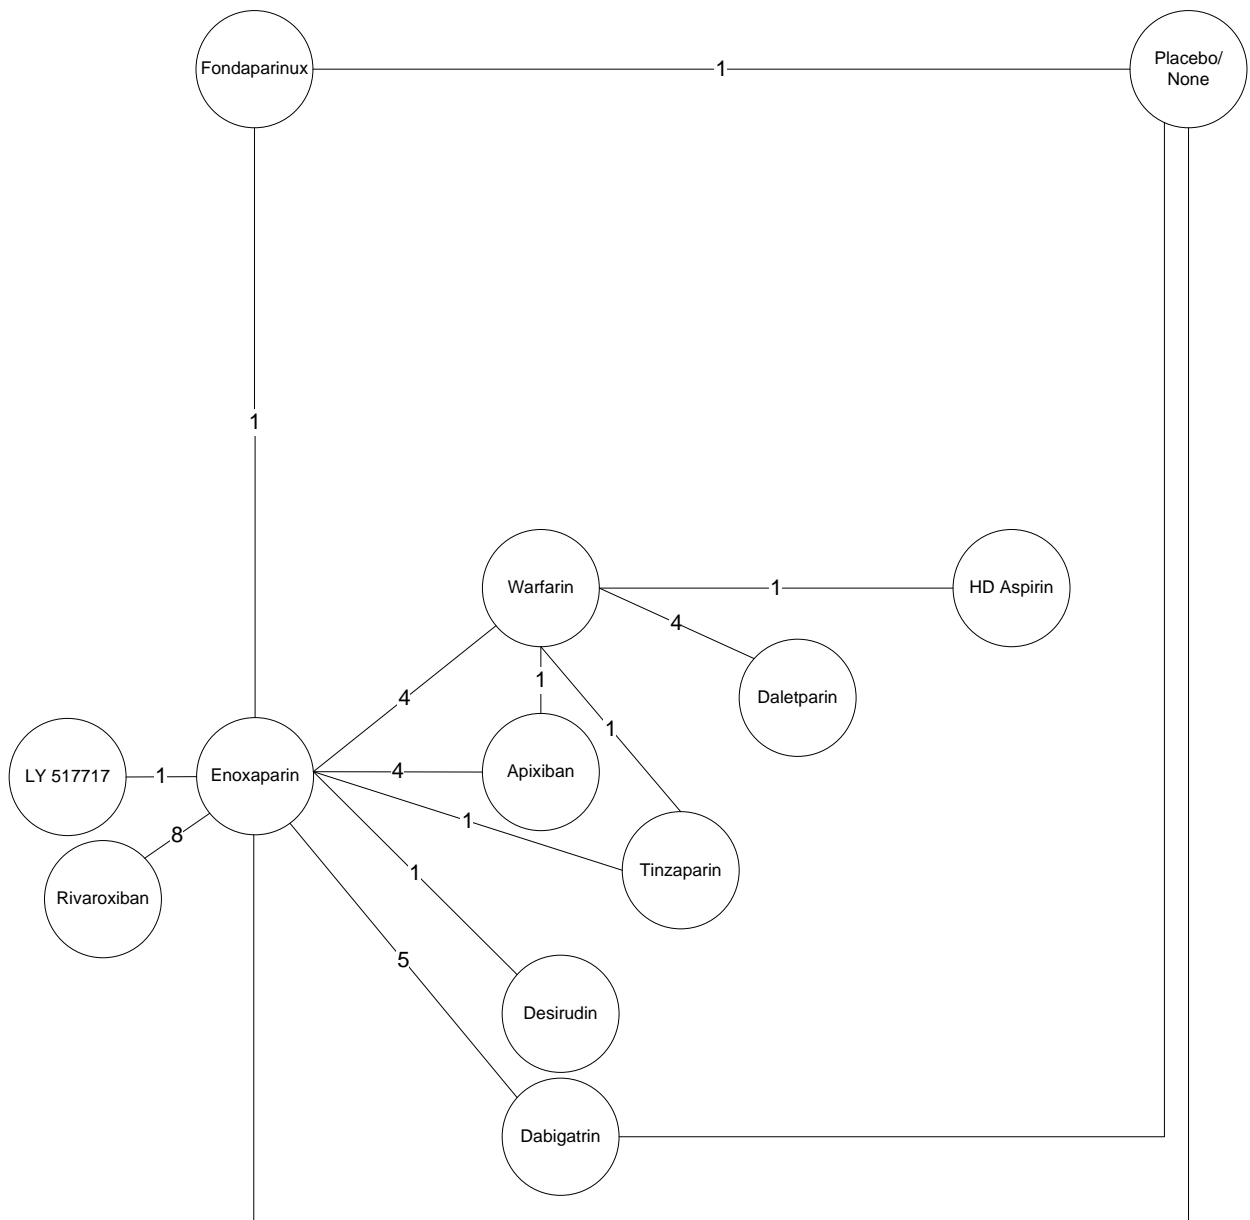 Fondaparinux
1
Placebo/
None
1
Warfarin
1
HD Aspirin
4
Daletparin
4
1
1
LY 517717
1
Enoxaparin
4
Apixiban
8
1
Tinzaparin
Rivaroxiban
1
5
Desirudin
Dabigatrin